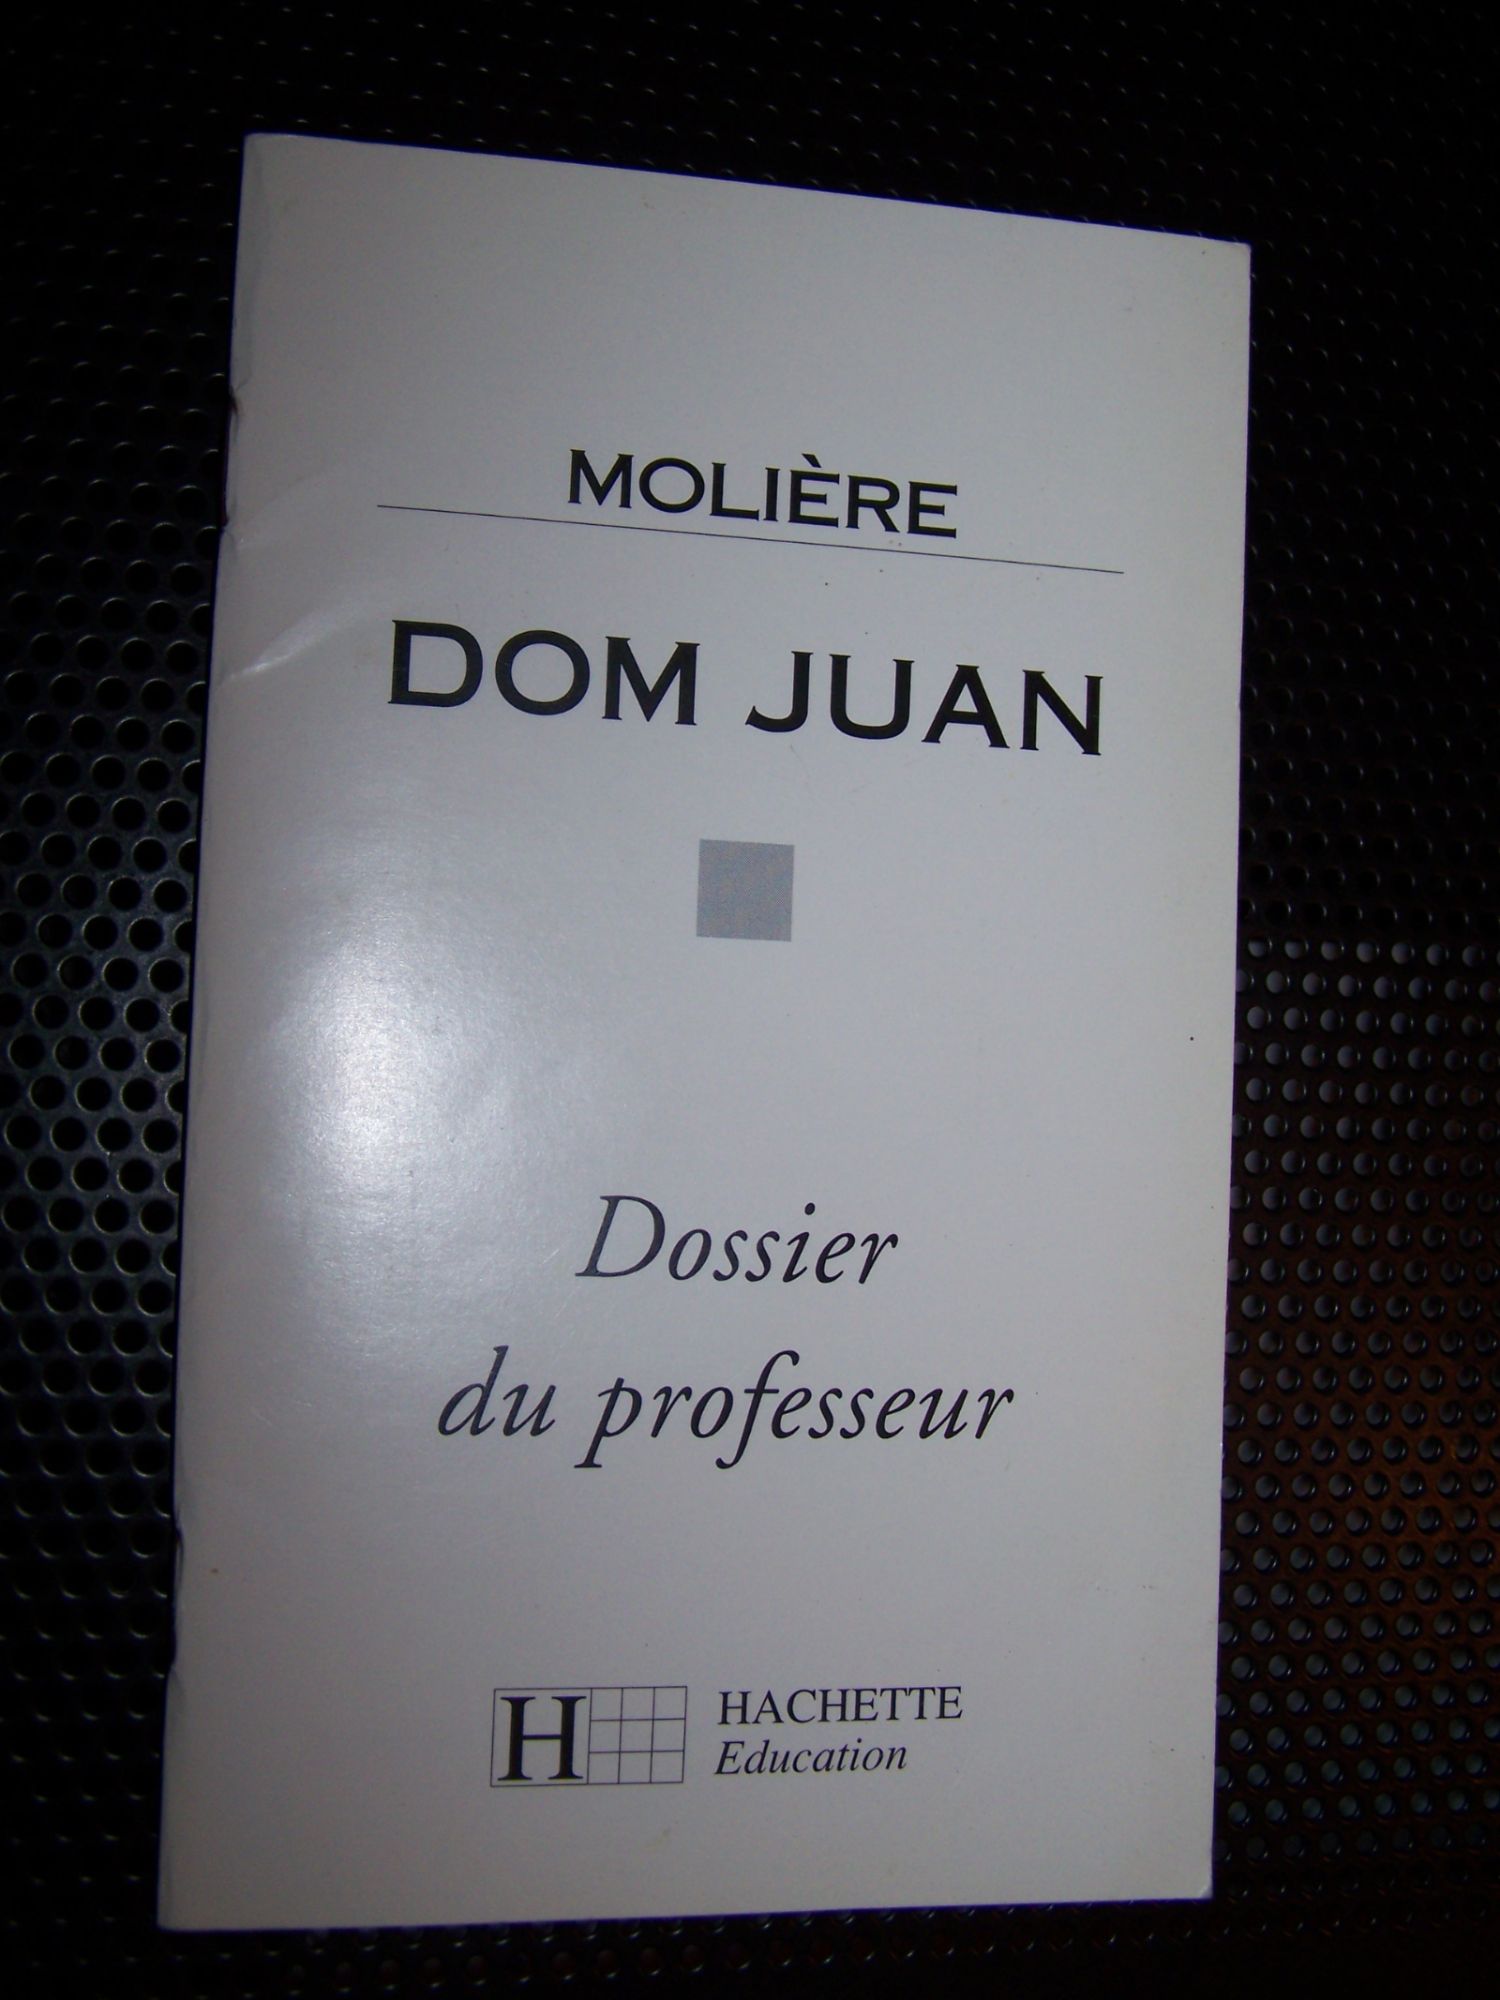 MOLIÈRE
DOM JUAN
Dossier
du professeur
H HACHETTE
Education